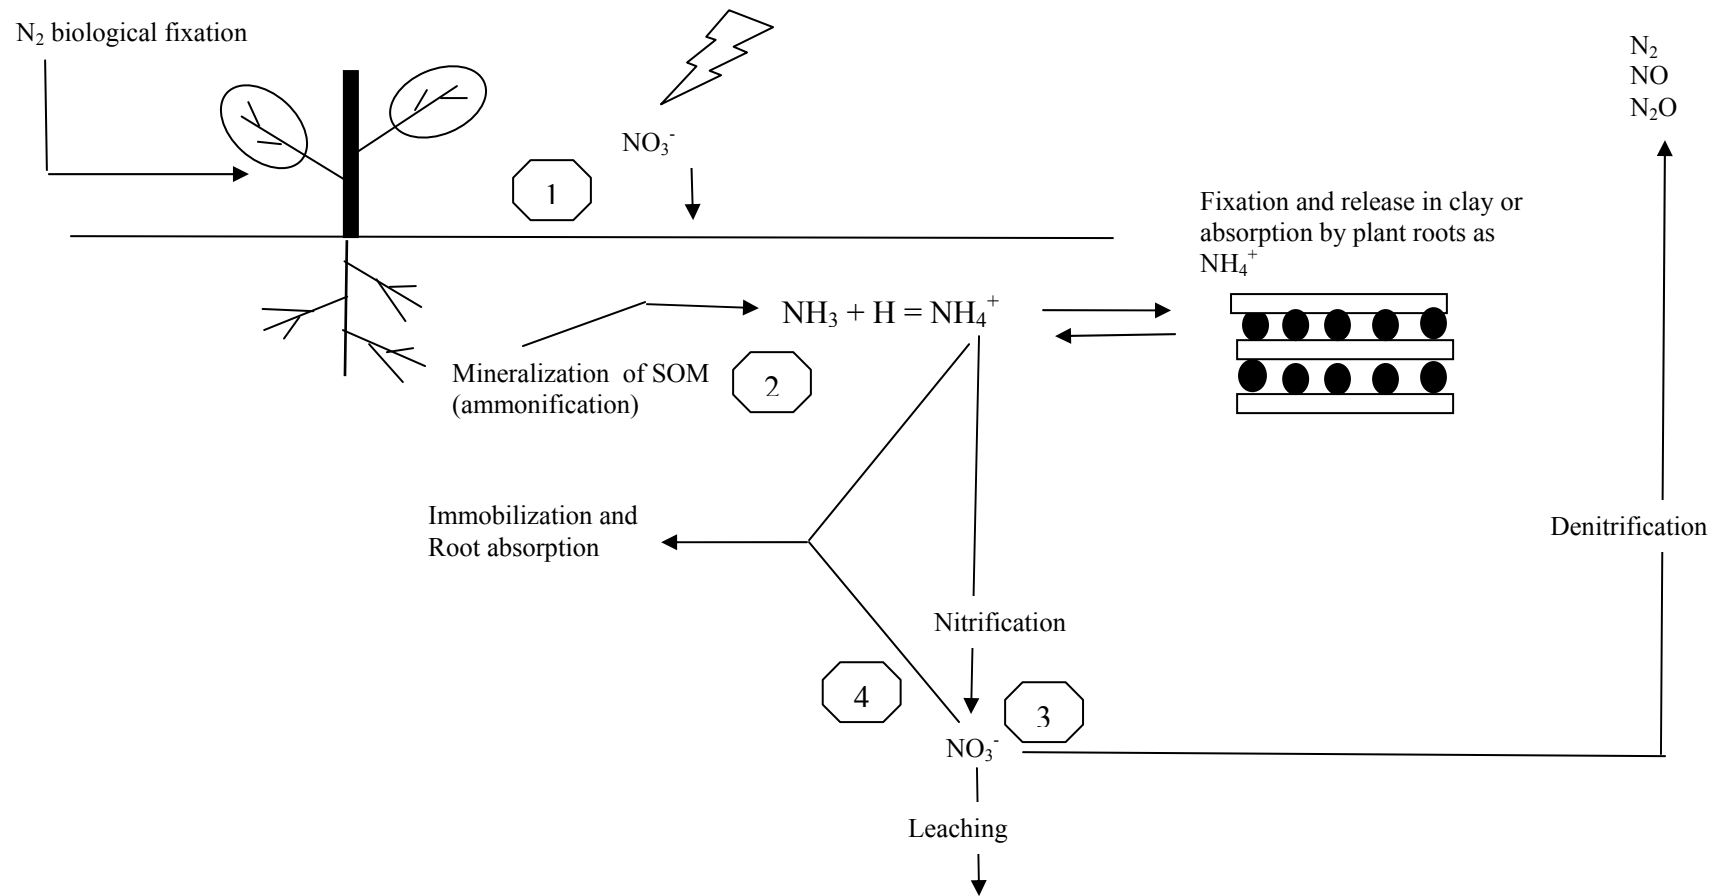 N₂ biological fixation
N₂
NO
N₂O
NO₃⁻
1
Fixation and release in clay or
absorption by plant roots as
NH₄⁺
NH₃ + H = NH₄⁺
Mineralization of SOM
(ammonification)
2
Immobilization and
Root absorption
Denitrification
Nitrification
4
3
NO₃⁻
Leaching